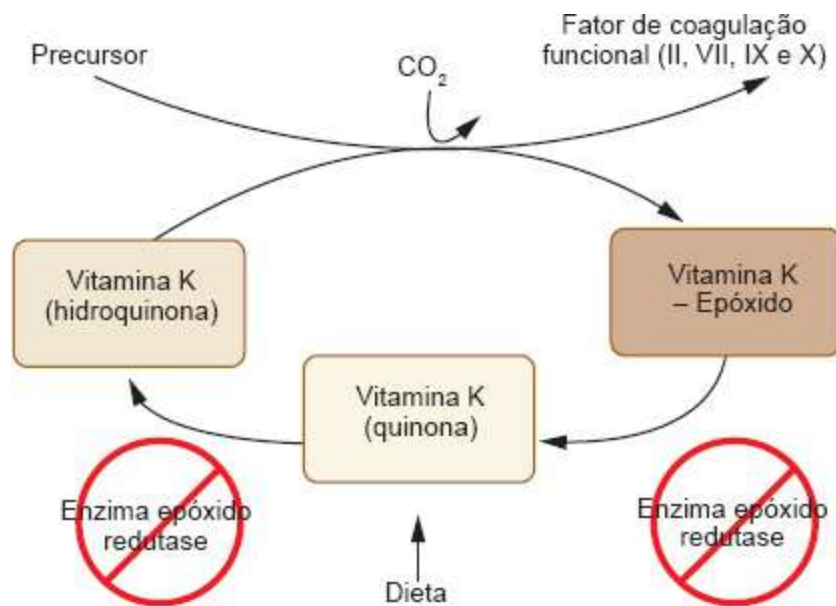 Precursor
CO₂
Fator de coagulação
funcional (II, VII, IX e X)
Vitamina K
(hidroquinona)
Vitamina K
– Epóxido
Vitamina K
(quinona)
Enzima epóxido
redutase
Enzima epóxido
redutase
Dieta